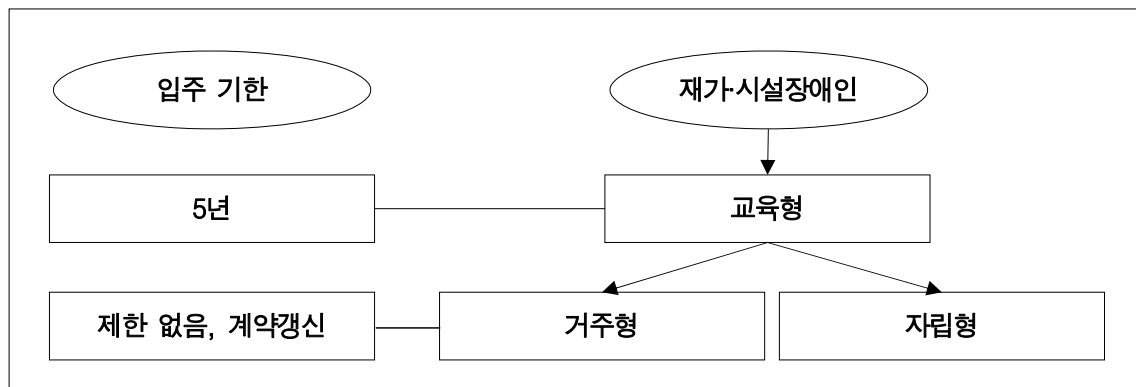 입주 기한
재가·시설장애인
5년
교육형
제한 없음, 계약갱신
거주형
자립형